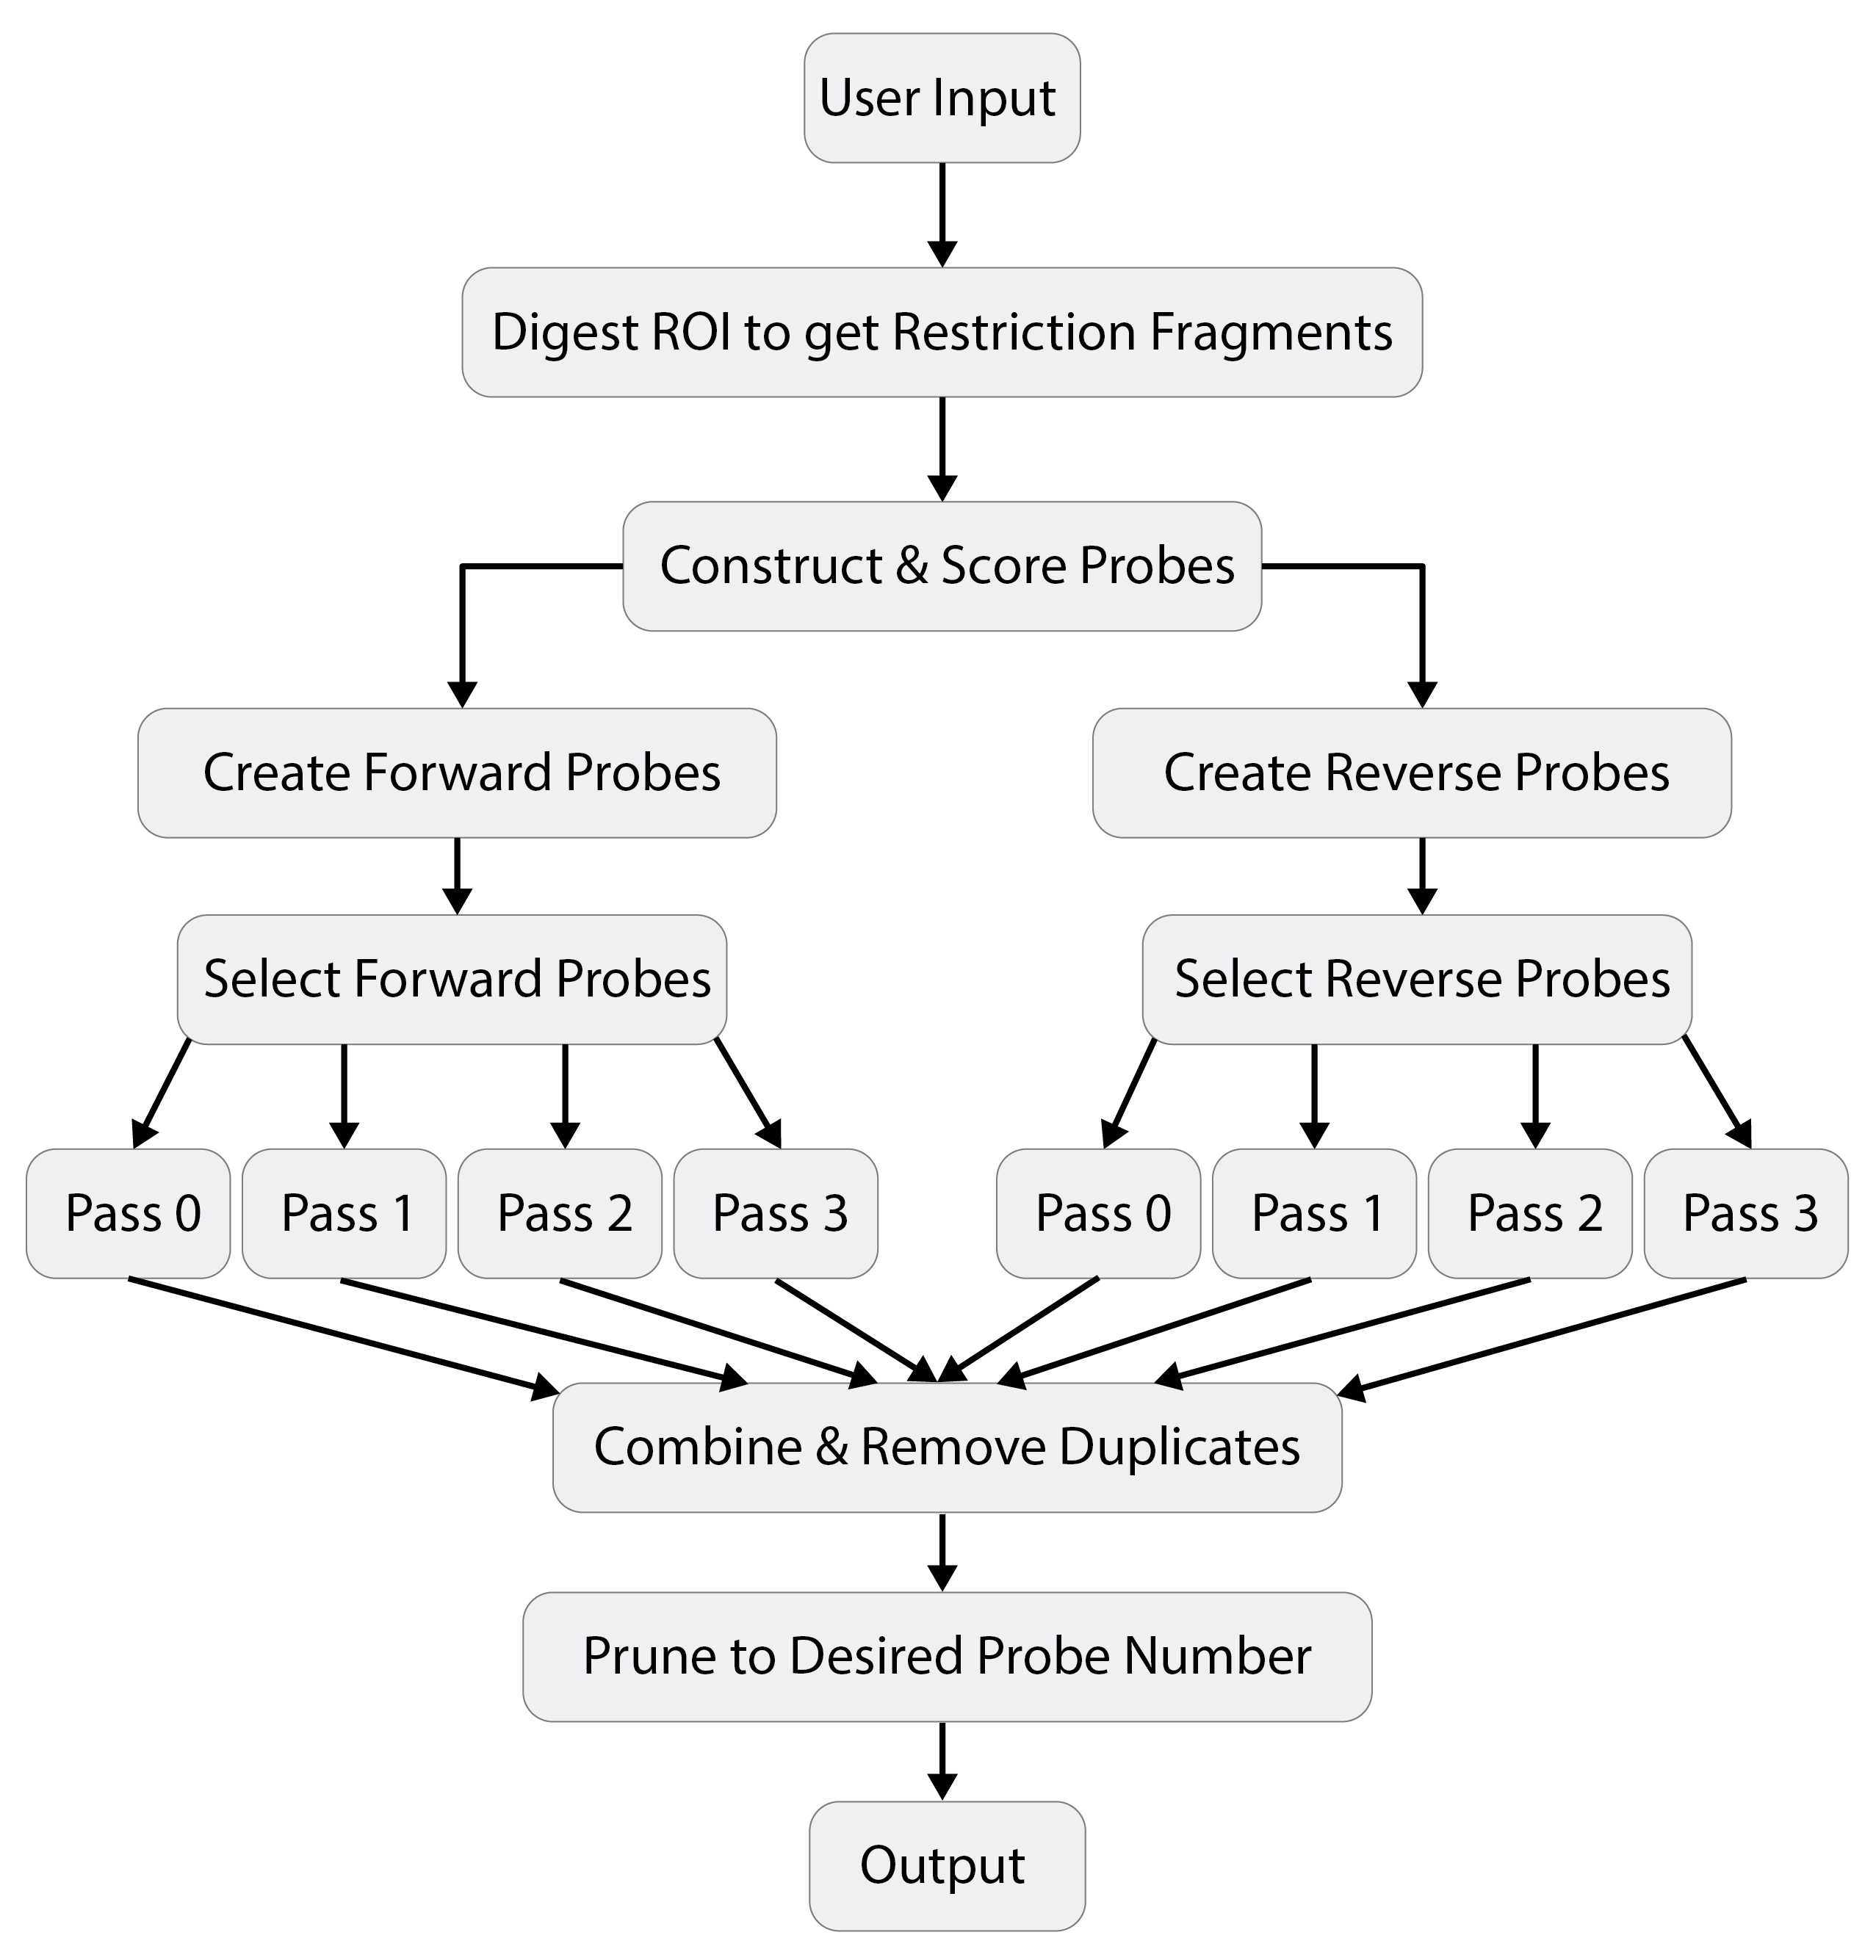 User Input
Digest ROI to get Restriction Fragments
Construct & Score Probes
Create Forward Probes
Create Reverse Probes
Select Forward Probes
Select Reverse Probes
Pass 0
Pass 1
Pass 2
Pass 3
Pass 0
Pass 1
Pass 2
Pass 3
Combine & Remove Duplicates
Prune to Desired Probe Number
Output